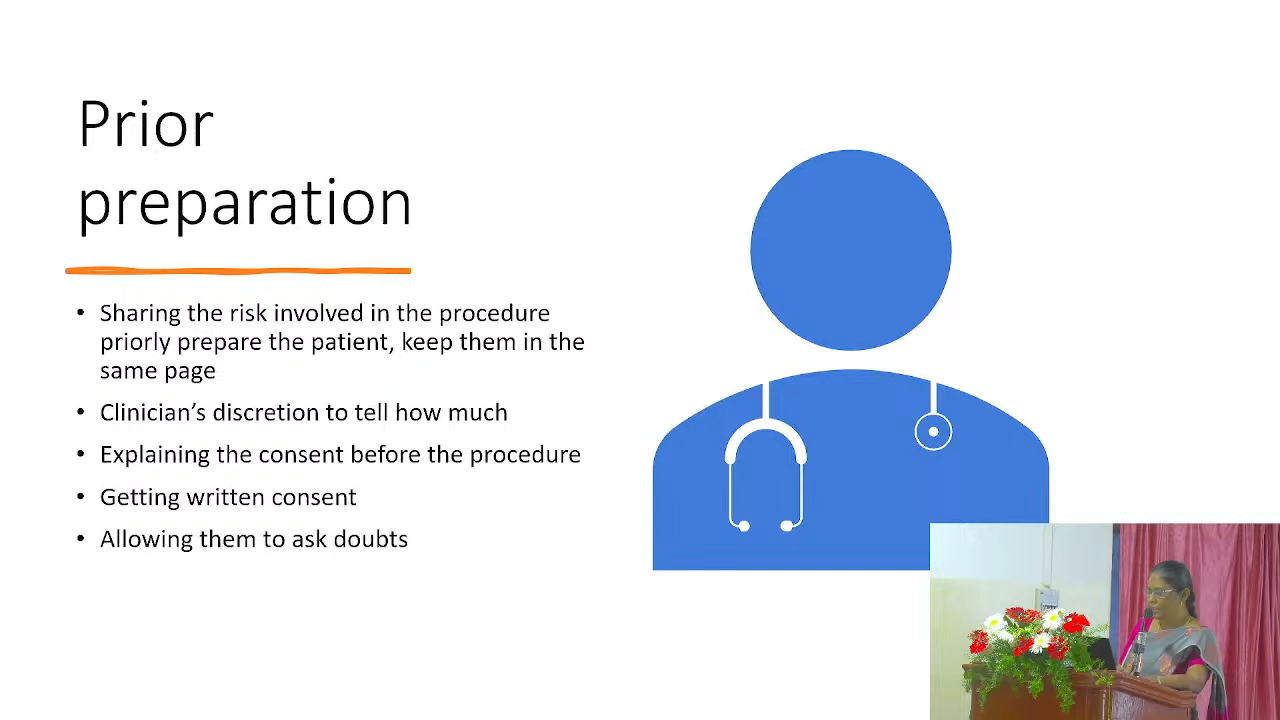 Prior
preparation
• Sharing the risk involved in the procedure
priorly prepare the patient, keep them in the
same page
• Clinician's discretion to tell how much
• Explaining the consent before the procedure
• Getting written consent
• Allowing them to ask doubts